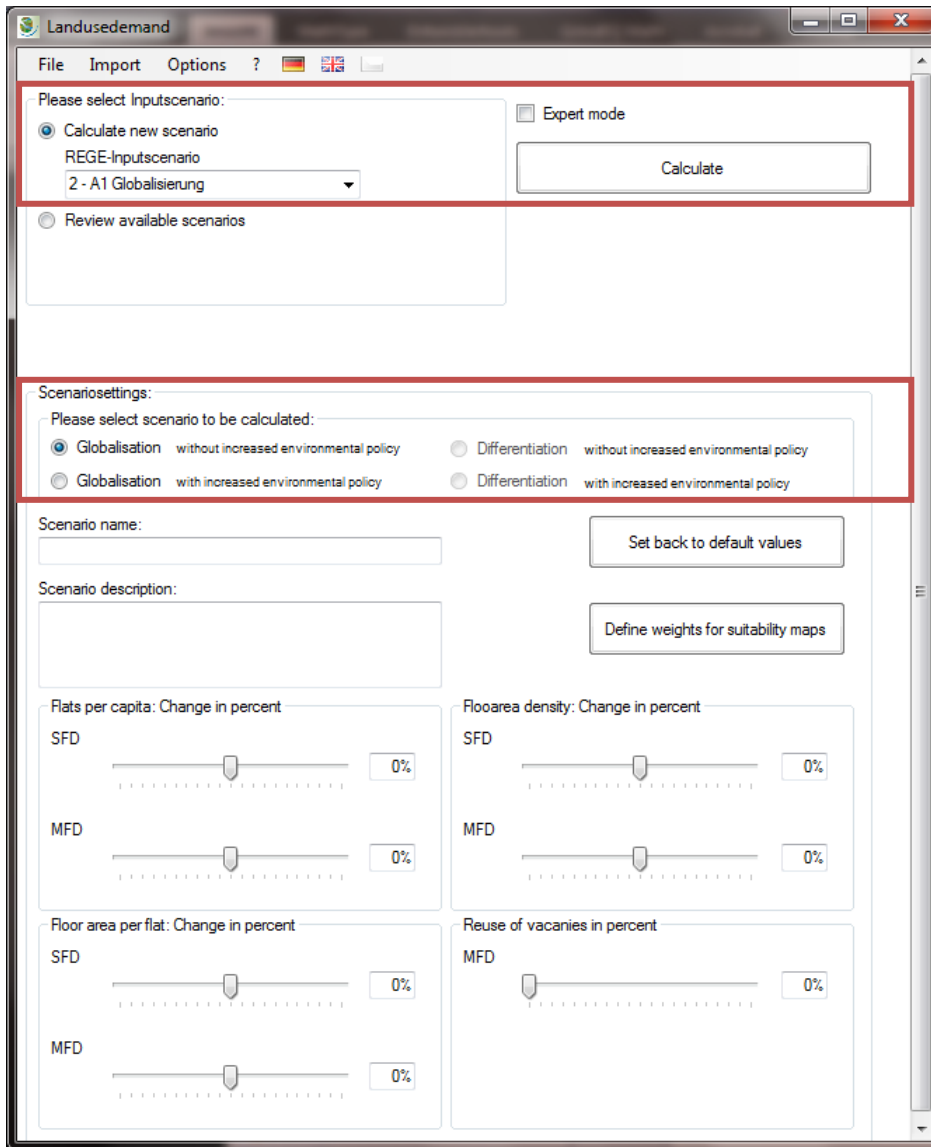 Landusedemand
File Import Options ?
Please select Inputscenario:
Calculate new scenario
REGE-Inputscenario
2 - A1 Globalisierung
Expert mode
Calculate
Review available scenarios
Scenariosettings:
Please select scenario to be calculated:
Globalisation without increased environmental policy
Differentiation without increased environmental policy
Globalisation with increased environmental policy
Differentiation with increased environmental policy
Scenario name:
Set back to default values
Scenario description:
Define weights for suitability maps
Flats per capita: Change in percent
SFD
0%
MFD
0%
Flooarea density: Change in percent
SFD
0%
MFD
0%
Floor area per flat: Change in percent
SFD
0%
MFD
0%
Reuse of vacanies in percent
MFD
0%